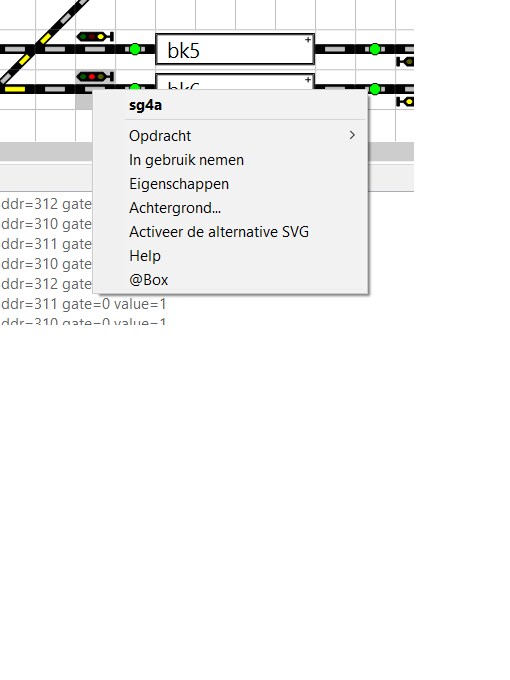 +
bk5
+
sg4a
Opdracht
In gebruik nemen
Eigenschappen
Achtergrond...
Activeer de alternative SVG
Help
@Box
ddr=312 gate
ddr=310 gate
ddr=311 gate
ddr=310 gate
ddr=312 gate
ddr=311 gate=0 value=1
ddr=310 gate=0 value=1